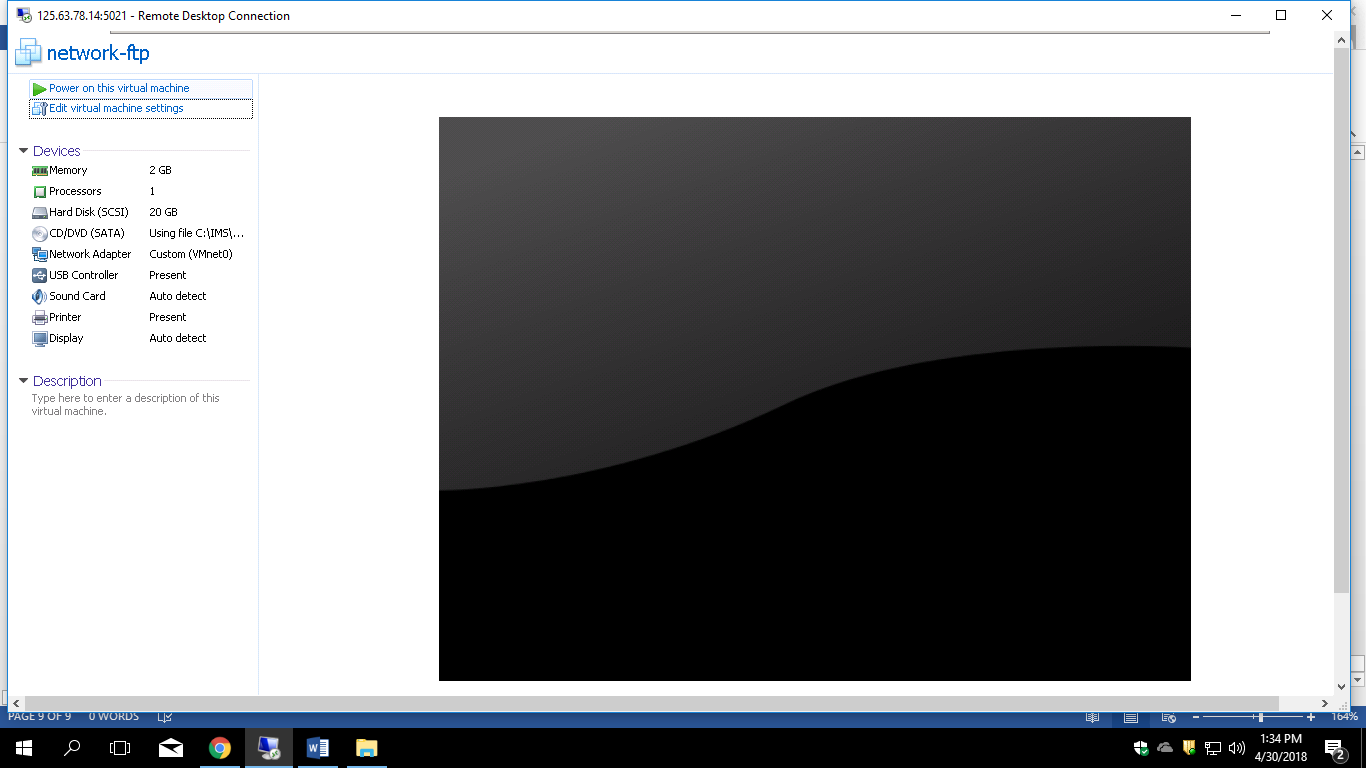 125.63.78.14:5021 - Remote Desktop Connection
network-ftp
Power on this virtual machine
Edit virtual machine settings
Devices
Memory 2 GB
Processors 1
Hard Disk (SCSI) 20 GB
CD/DVD (SATA) Using file C:\IMS\...
Network Adapter Custom (VMnet0)
USB Controller Present
Sound Card Auto detect
Printer Present
Display Auto detect
Description
Type here to enter a description of this
virtual machine.
PAGE 9 OF 9 0 WORDS 164%
1:34 PM
4/30/2018
2